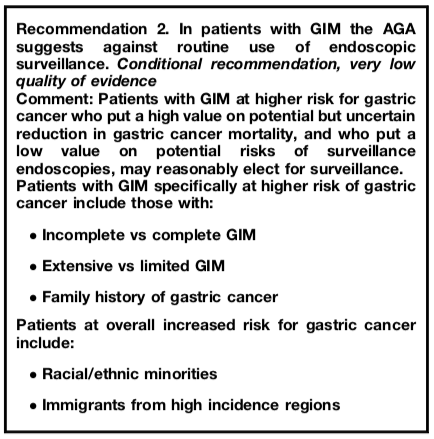 Recommendation 2. In patients with GIM the AGA
suggests against routine use of endoscopic
surveillance. Conditional recommendation, very low
quality of evidence
Comment: Patients with GIM at higher risk for gastric
cancer who put a high value on potential but uncertain
reduction in gastric cancer mortality, and who put a
low value on potential risks of surveillance
endoscopies, may reasonably elect for surveillance.
Patients with GIM specifically at higher risk of gastric
cancer include those with:
● Incomplete vs complete GIM
● Extensive vs limited GIM
● Family history of gastric cancer
Patients at overall increased risk for gastric cancer
include:
● Racial/ethnic minorities
● Immigrants from high incidence regions